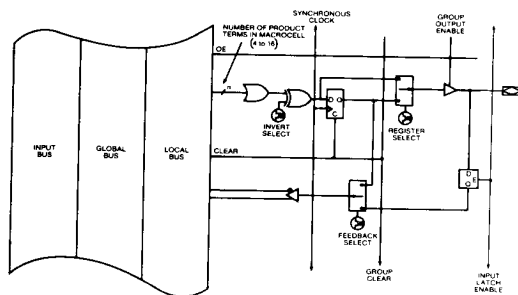 SYNCHRONOUS
CLOCK
GROUP
OUTPUT
ENABLE
NUMBER OF PRODUCT
TERMS IN MACROCELL
(4 to 16)
OE
n
D
Q
C
INVERT
SELECT
REGISTER
SELECT
INPUT
BUS
GLOBAL
BUS
LOCAL
BUS
CLEAR
D
E
Q
FEEDBACK
SELECT
GROUP
CLEAR
INPUT
LATCH
ENABLE